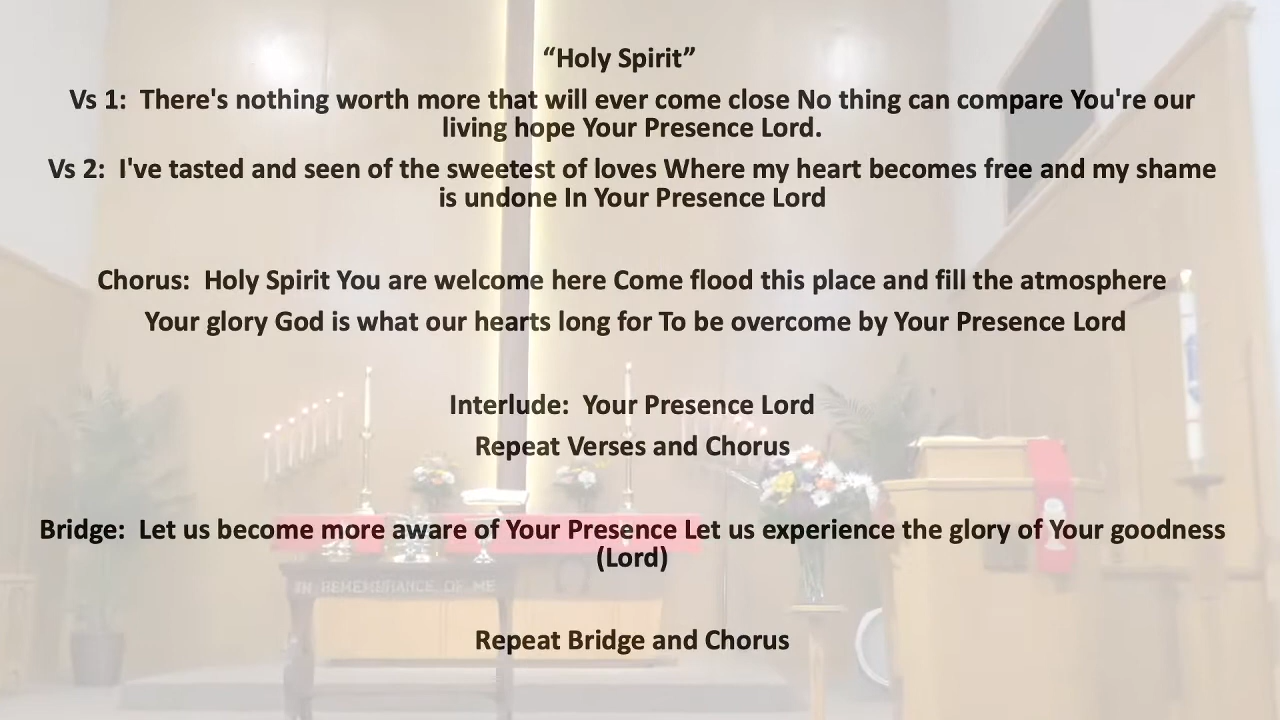 “Holy Spirit”
Vs 1:  There's nothing worth more that will ever come close No thing can compare You're our
living hope Your Presence Lord.
Vs 2:  I've tasted and seen of the sweetest of loves Where my heart becomes free and my shame
is undone In Your Presence Lord
Chorus:  Holy Spirit You are welcome here Come flood this place and fill the atmosphere
Your glory God is what our hearts long for To be overcome by Your Presence Lord
Interlude:  Your Presence Lord
Repeat Verses and Chorus
Bridge:  Let us become more aware of Your Presence Let us experience the glory of Your goodness
(Lord)
IN REMEMBRANCE OF ME
Repeat Bridge and Chorus